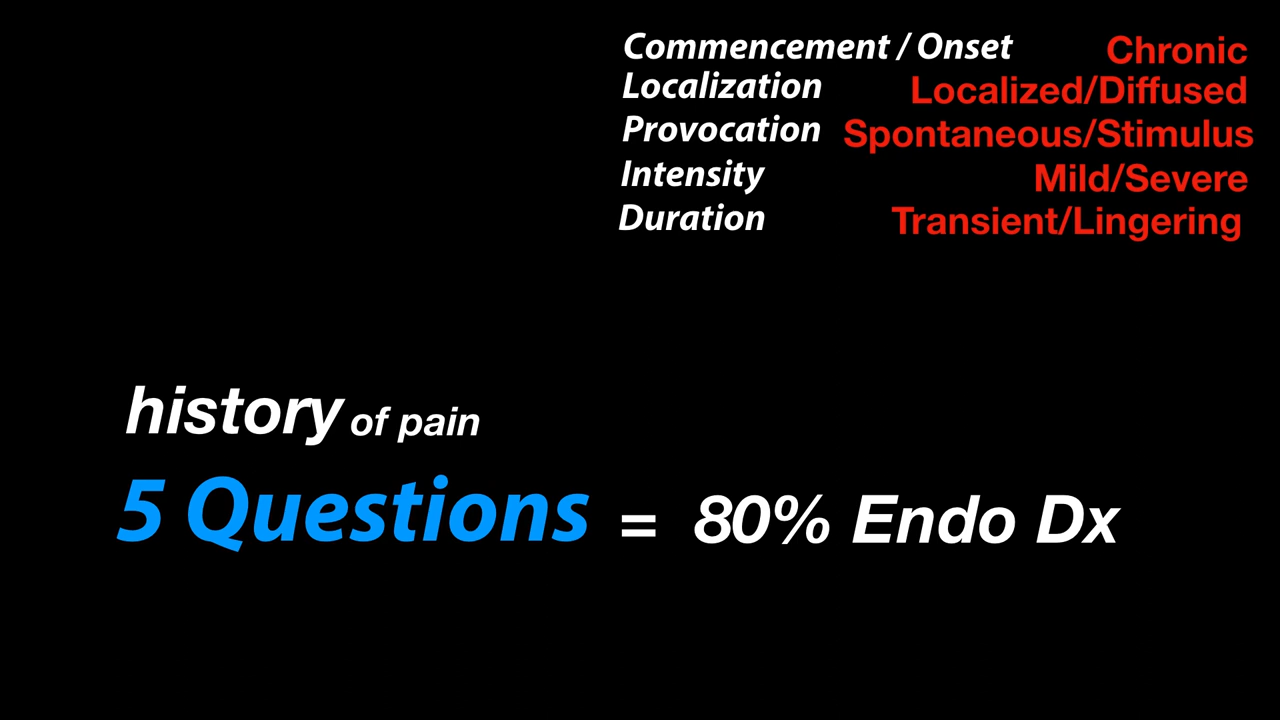 Commencement / Onset Chronic
Localization Localized/Diffused
Provocation Spontaneous/Stimulus
Intensity Mild/Severe
Duration Transient/Lingering
history of pain
5 Questions = 80% Endo Dx